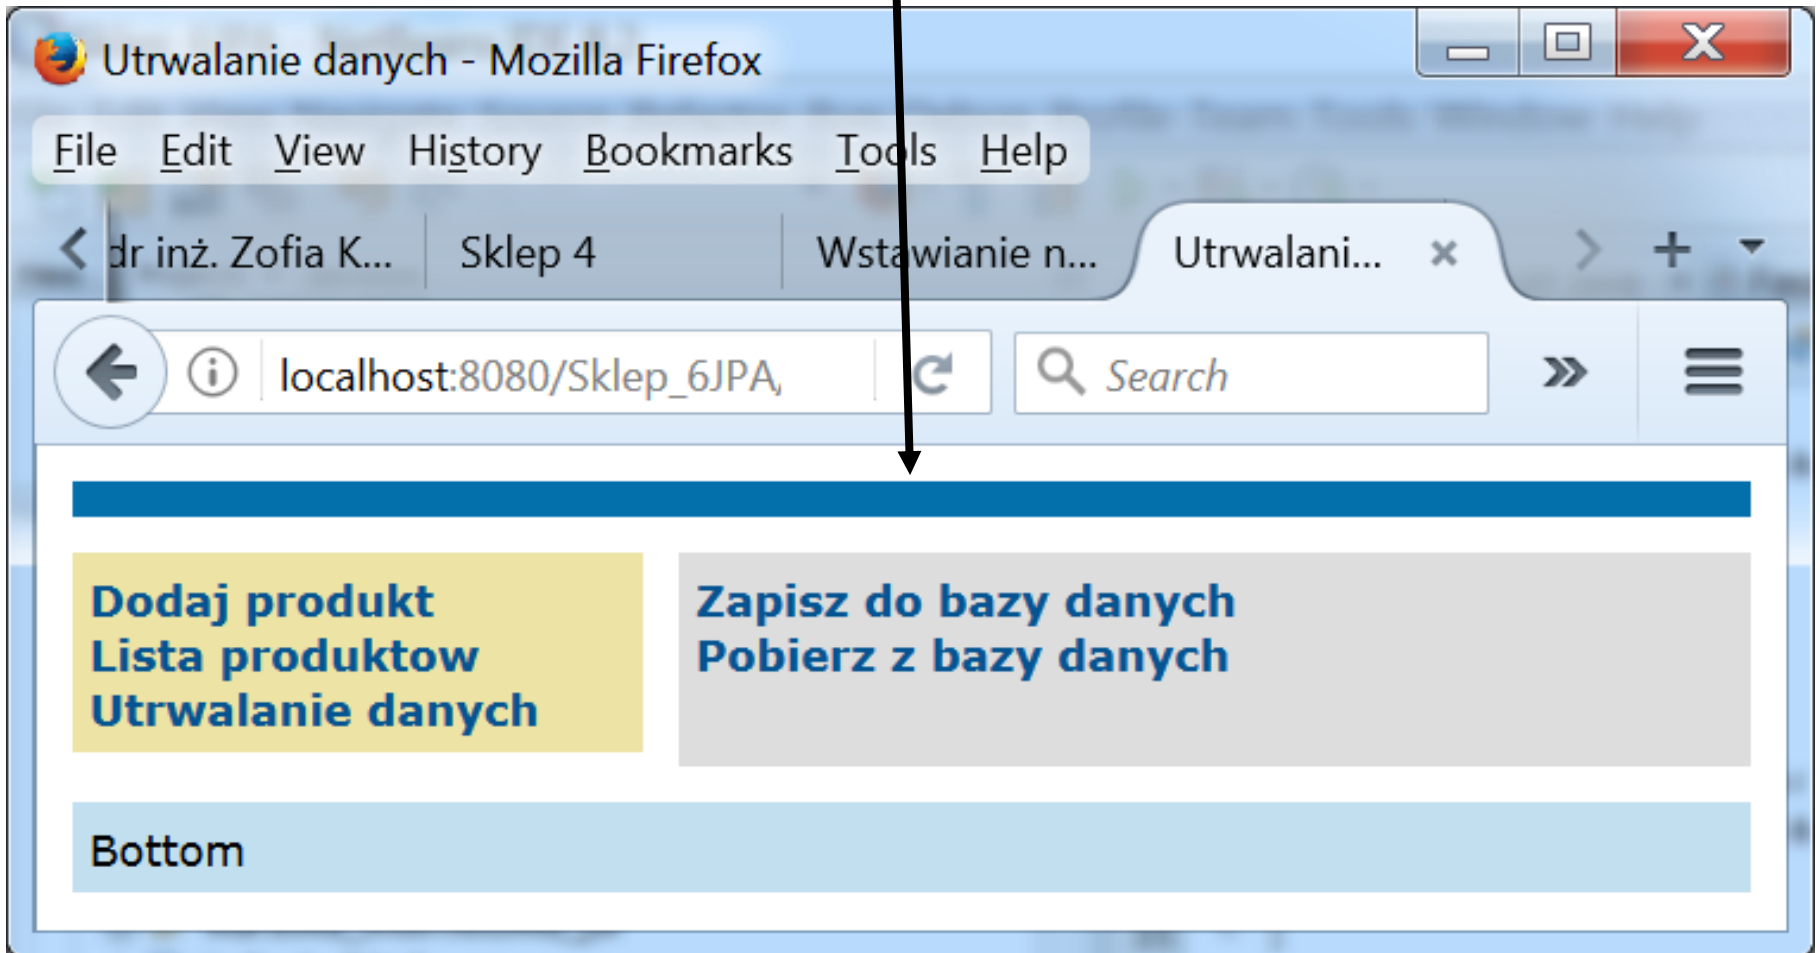 Utrwalanie danych - Mozilla Firefox
File Edit View History Bookmarks Tools Help
dr inż. Zofia K... Sklep 4 Wstawianie n... Utrwalani...
localhost:8080/Sklep_6JPA, Search
Dodaj produkt
Lista produktow
Utrwalanie danych
Zapisz do bazy danych
Pobierz z bazy danych
Bottom